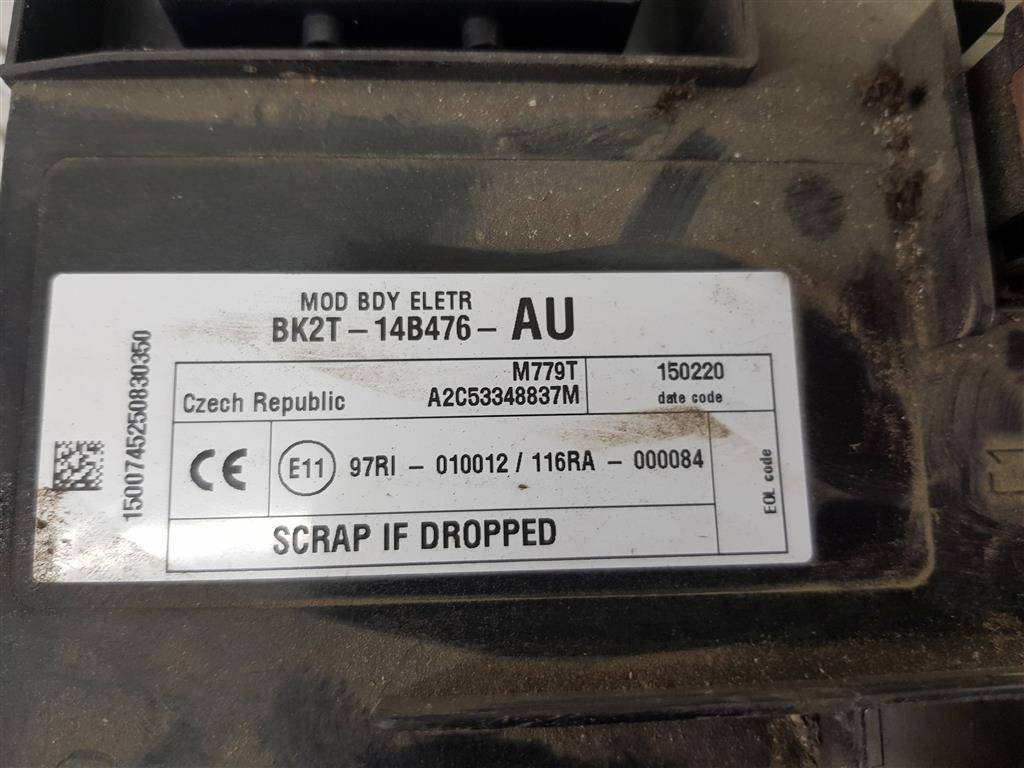 MOD BDY ELETR
BK2T-14B476-AU
M779T
Czech Republic A2C53348837M
150220
date code
CE E11 97RI - 010012 / 116RA - 000084
EOL code
SCRAP IF DROPPED
1500745250830350